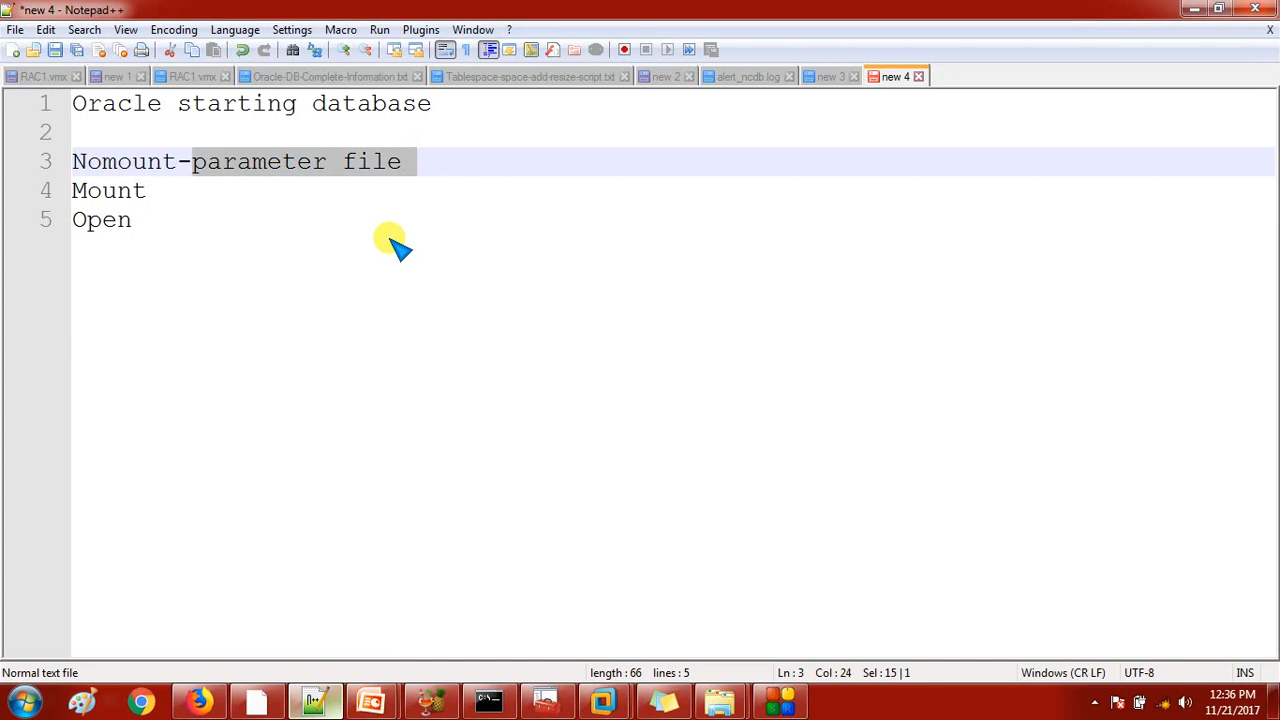 *new 4 - Notepad++
File Edit Search View Encoding Language Settings Macro Run Plugins Window ? X
RAC1.vmx new 1 RAC1.vmx Oracle-DB-Complete-Information.txt Tablespace-space-add-resize-script.txt new 2 alert_ncdb.log new 3 new 4
1 Oracle starting database
2
3 Nomount-parameter file
4 Mount
5 Open
Normal text file length : 66 lines : 5 Ln : 3 Col : 24 Sel : 15 | 1 Windows (CR LF) UTF-8 INS
12:36 PM
11/21/2017